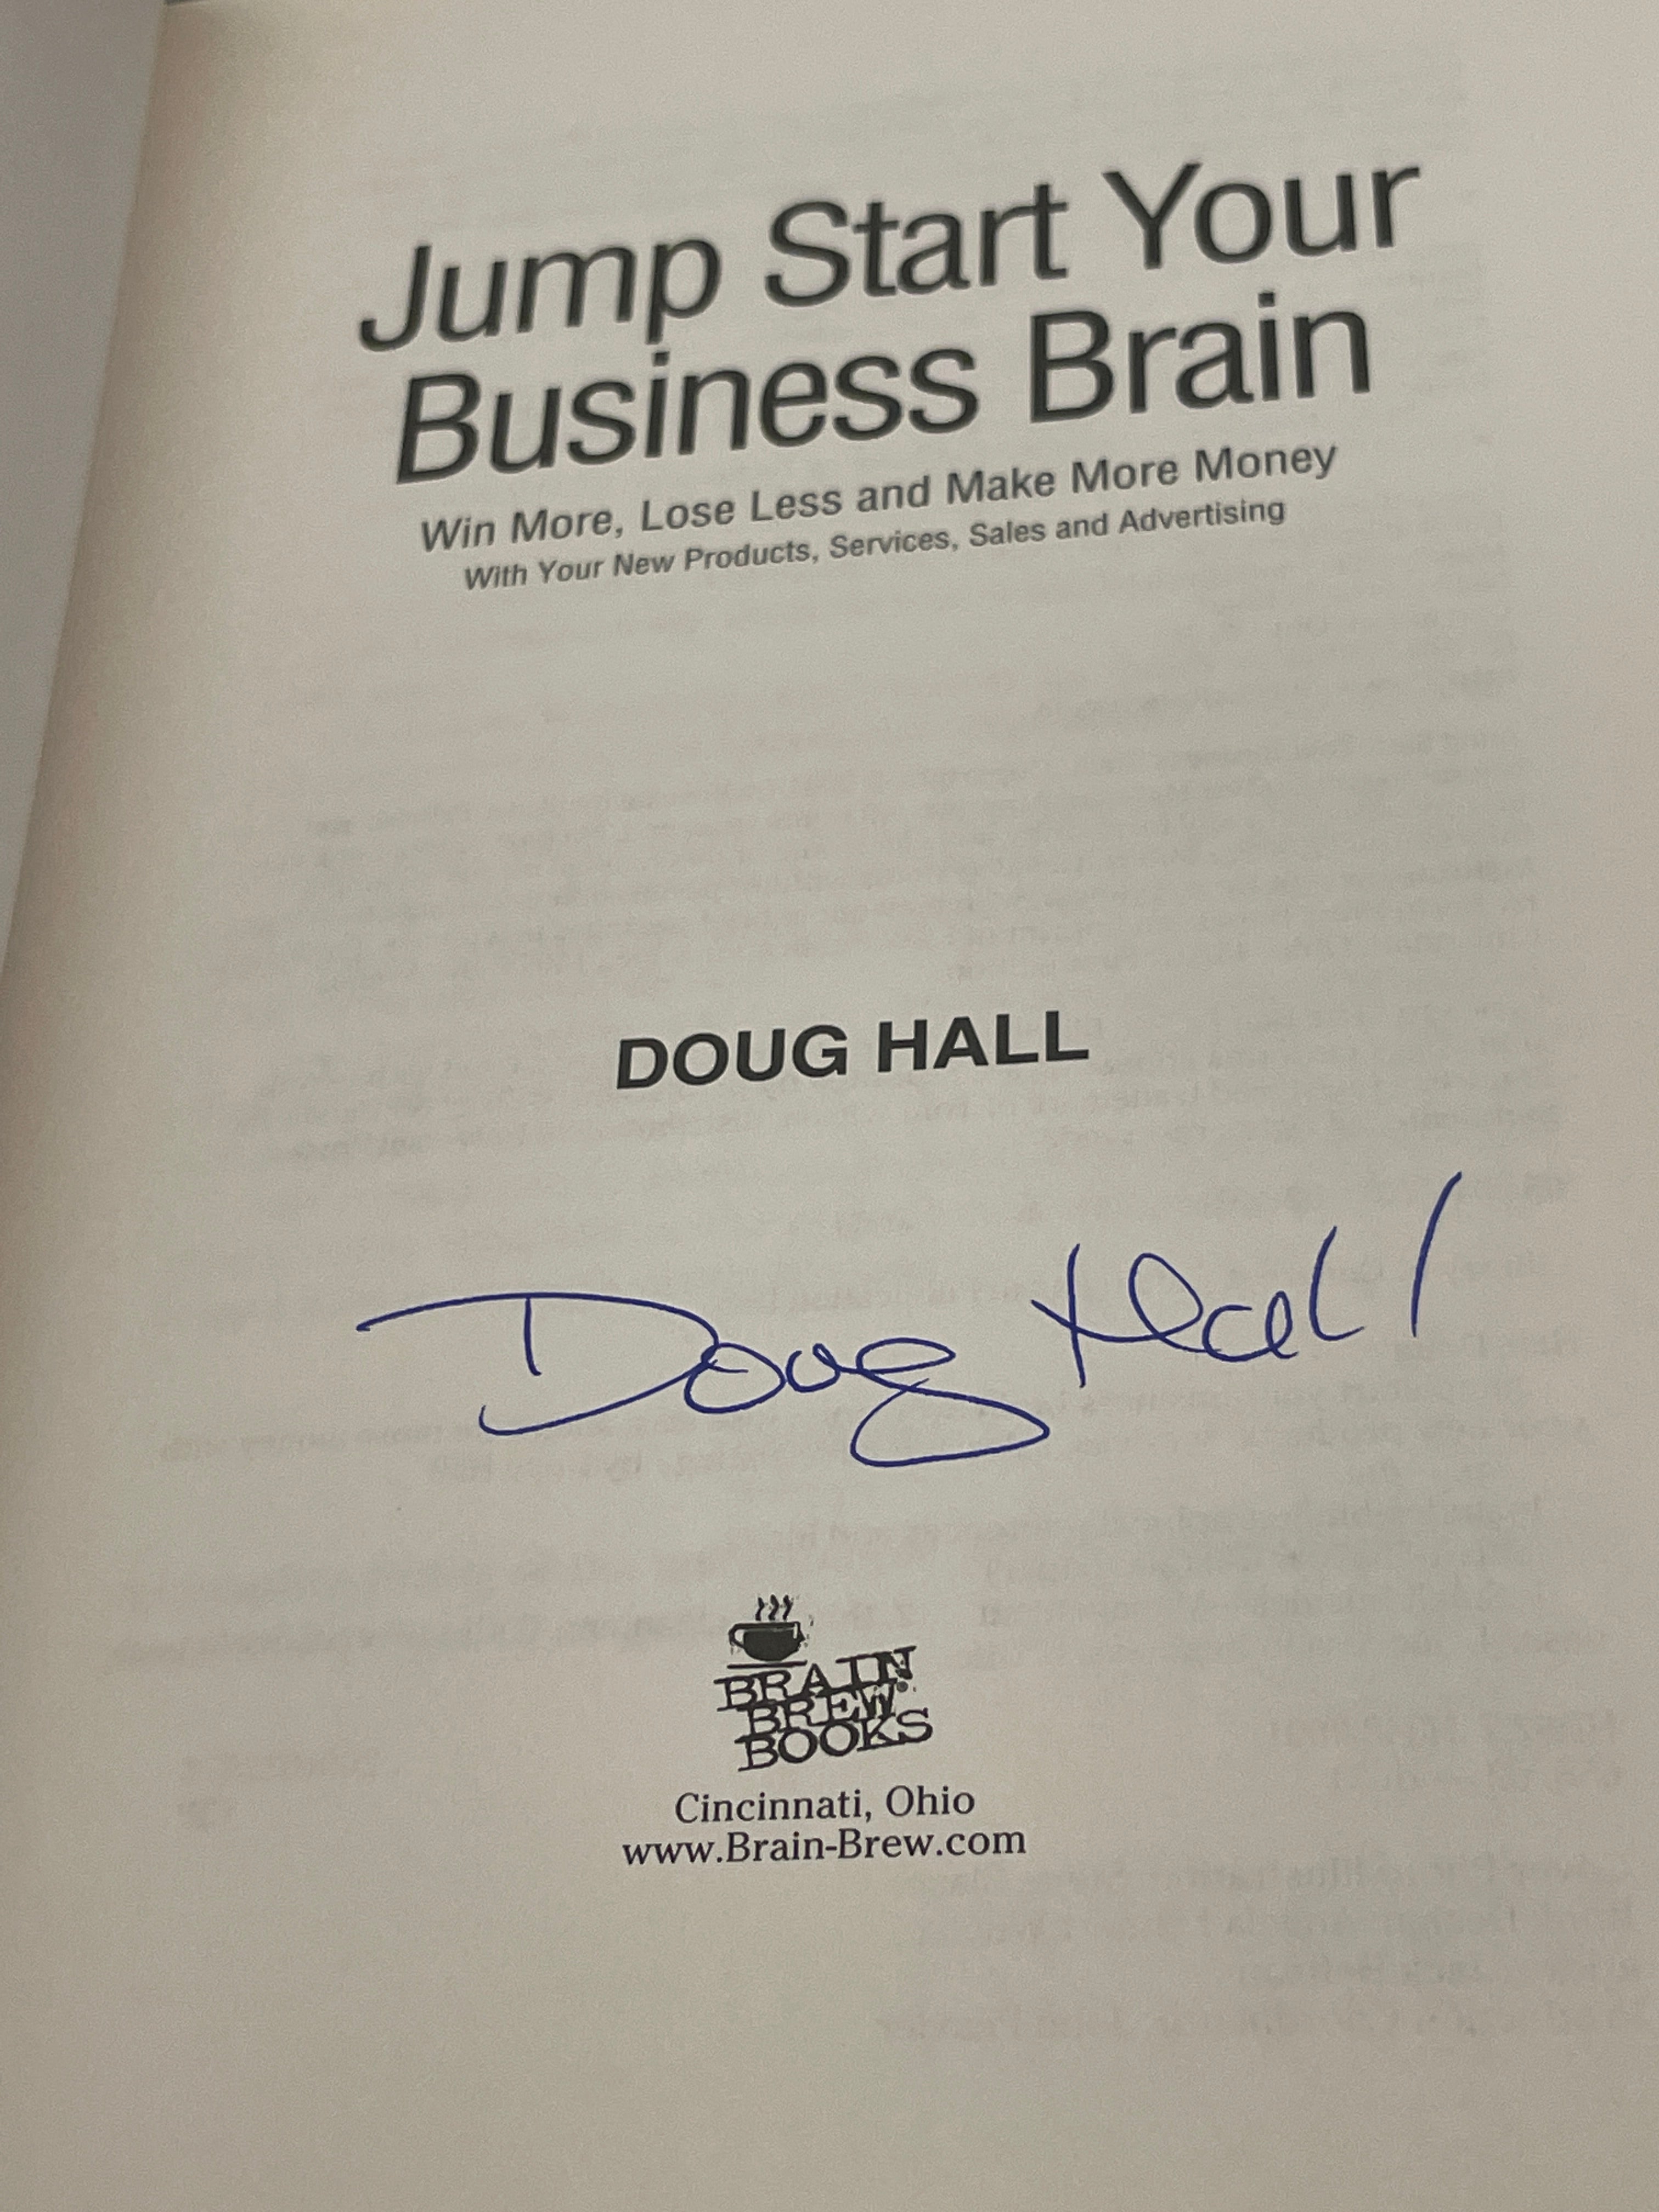 Jump Start Your
Business Brain
Win More, Lose Less and Make More Money
With Your New Products, Services, Sales and Advertising
DOUG HALL
Doug Hall
BRAIN
BREW
BOOKS
Cincinnati, Ohio
www.Brain-Brew.com